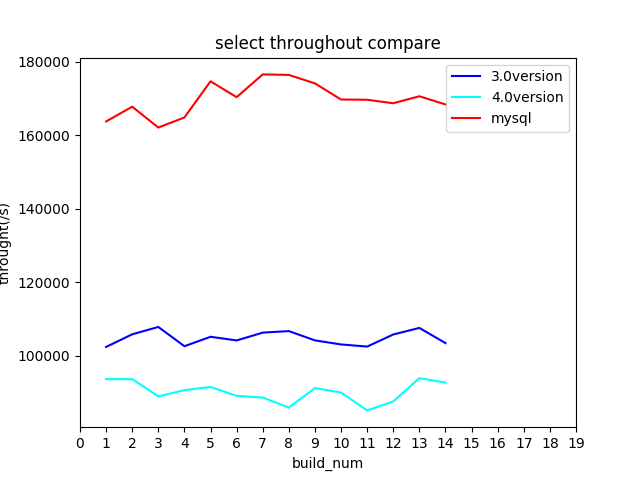 select throughout compare
180000
160000
140000
120000
100000
throught(/s)
3.0version
4.0version
mysql
0 1 2 3 4 5 6 7 8 9 10 11 12 13 14 15 16 17 18 19
build_num